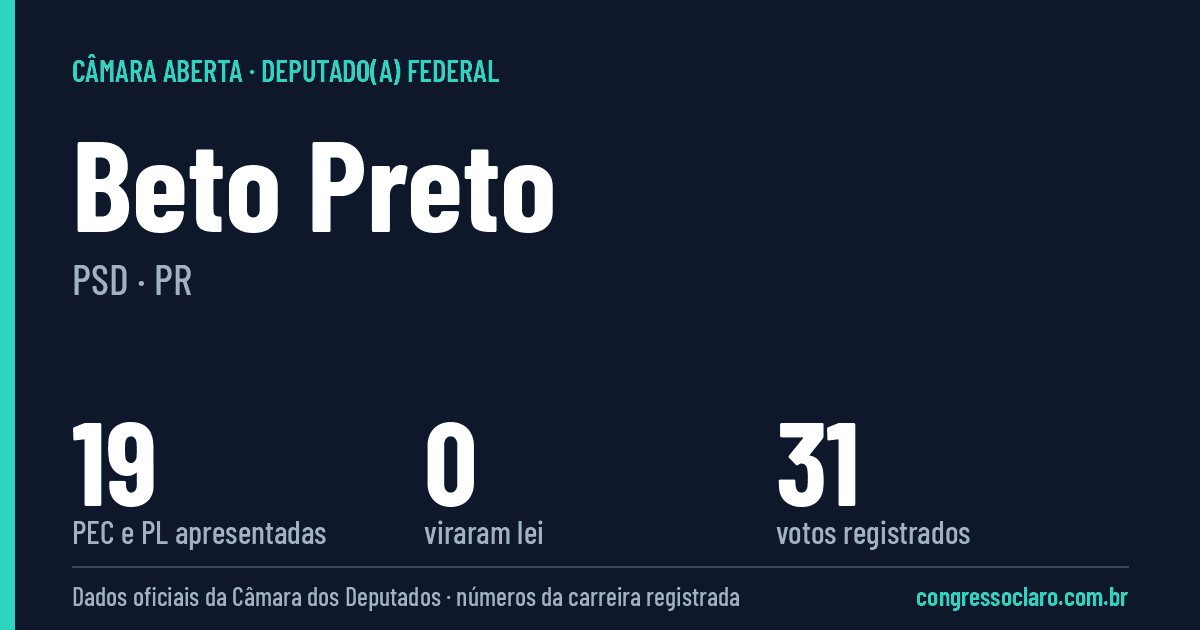 CÂMARA ABERTA · DEPUTADO(A) FEDERAL
Beto Preto
PSD · PR
19 0 31
PEC e PL apresentadas viraram lei votos registrados
Dados oficiais da Câmara dos Deputados · números da carreira registrada congressoclaro.com.br